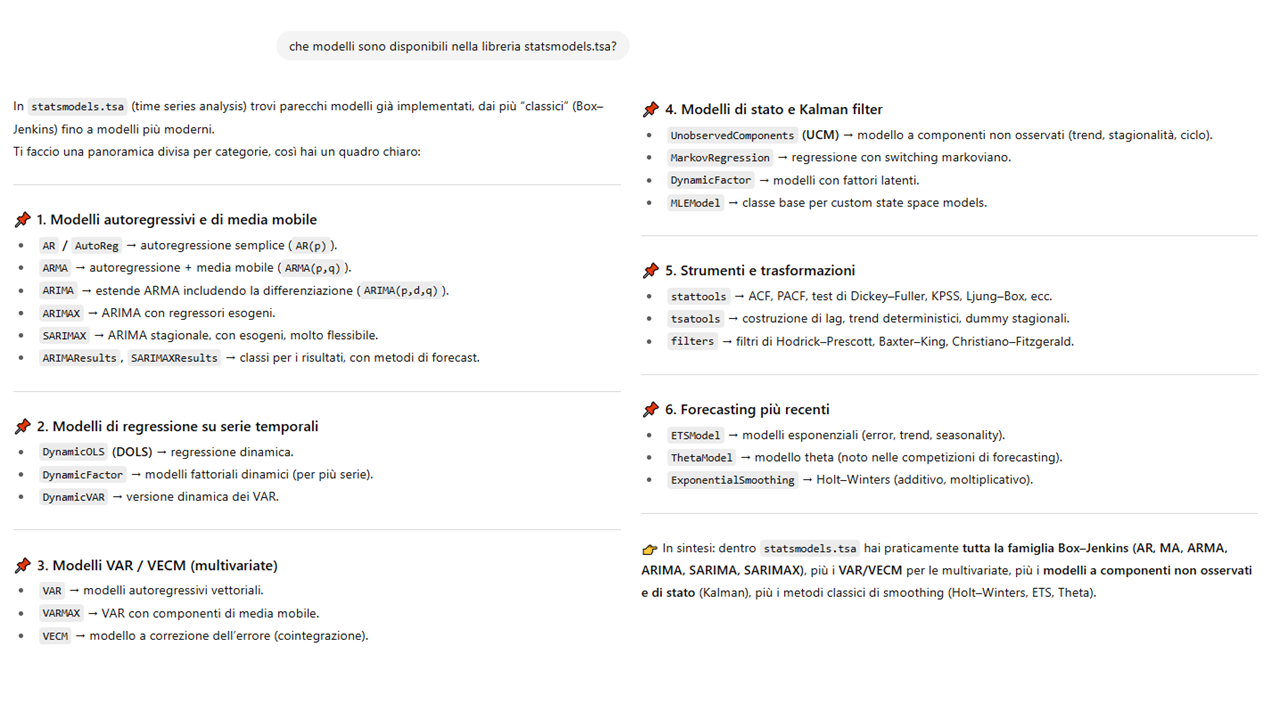 che modelli sono disponibili nella libreria statsmodels.tsa?
In statsmodels.tsa (time series analysis) trovi parecchi modelli già implementati, dai più “classici” (Box–
Jenkins) fino a modelli più moderni.
Ti faccio una panoramica divisa per categorie, così hai un quadro chiaro:
📌 1. Modelli autoregressivi e di media mobile
• AR / AutoReg → autoregressione semplice ( AR(p) ).
• ARMA → autoregressione + media mobile ( ARMA(p,q) ).
• ARIMA → estende ARMA includendo la differenziazione ( ARIMA(p,d,q) ).
• ARIMAX → ARIMA con regressori esogeni.
• SARIMAX → ARIMA stagionale, con esogeni, molto flessibile.
• ARIMAResults , SARIMAXResults → classi per i risultati, con metodi di forecast.
📌 2. Modelli di regressione su serie temporali
• DynamicOLS (DOLS) → regressione dinamica.
• DynamicFactor → modelli fattoriali dinamici (per più serie).
• DynamicVAR → versione dinamica dei VAR.
📌 3. Modelli VAR / VECM (multivariate)
• VAR → modelli autoregressivi vettoriali.
• VARMAX → VAR con componenti di media mobile.
• VECM → modello a correzione dell’errore (cointegrazione).
📌 4. Modelli di stato e Kalman filter
• UnobservedComponents (UCM) → modello a componenti non osservati (trend, stagionalità, ciclo).
• MarkovRegression → regressione con switching markoviano.
• DynamicFactor → modelli con fattori latenti.
• MLEModel → classe base per custom state space models.
📌 5. Strumenti e trasformazioni
• stattools → ACF, PACF, test di Dickey–Fuller, KPSS, Ljung–Box, ecc.
• tsatools → costruzione di lag, trend deterministici, dummy stagionali.
• filters → filtri di Hodrick–Prescott, Baxter–King, Christiano–Fitzgerald.
📌 6. Forecasting più recenti
• ETSModel → modelli esponenziali (error, trend, seasonality).
• ThetaModel → modello theta (noto nelle competizioni di forecasting).
• ExponentialSmoothing → Holt–Winters (additivo, moltiplicativo).
👉 In sintesi: dentro statsmodels.tsa hai praticamente tutta la famiglia Box–Jenkins (AR, MA, ARMA,
ARIMA, SARIMA, SARIMAX), più i VAR/VECM per le multivariate, più i modelli a componenti non osservati
e di stato (Kalman), più i metodi classici di smoothing (Holt–Winters, ETS, Theta).